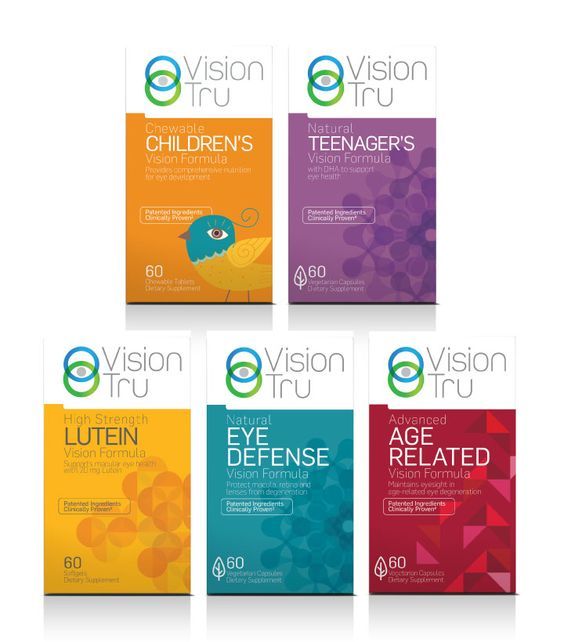 Vision
Tru
Chewable
CHILDREN'S
Vision Formula
Provides comprehensive nutrition
for eye development
Patented Ingredients
Clinically Proven†
60
Chewable Tablets
Dietary Supplement
Vision
Tru
Natural
TEENAGER'S
Vision Formula
with DHA to support
eye health
Patented Ingredients
Clinically Proven†
60
Vegetarian Capsules
Dietary Supplement
Vision
Tru
High Strength
LUTEIN
Vision Formula
Supports macular eye health
with 20 mg Lutein
Patented Ingredients
Clinically Proven†
60
Softgels
Dietary Supplement
Vision
Tru
Natural
EYE
DEFENSE
Vision Formula
Protect macula, retina and
lenses from degeneration
Patented Ingredients
Clinically Proven†
60
Vegetarian Capsules
Dietary Supplement
Vision
Tru
Advanced
AGE
RELATED
Vision Formula
Maintains eyesight in
age-related eye degeneration
Patented Ingredients
Clinically Proven†
60
Vegetarian Capsules
Dietary Supplement